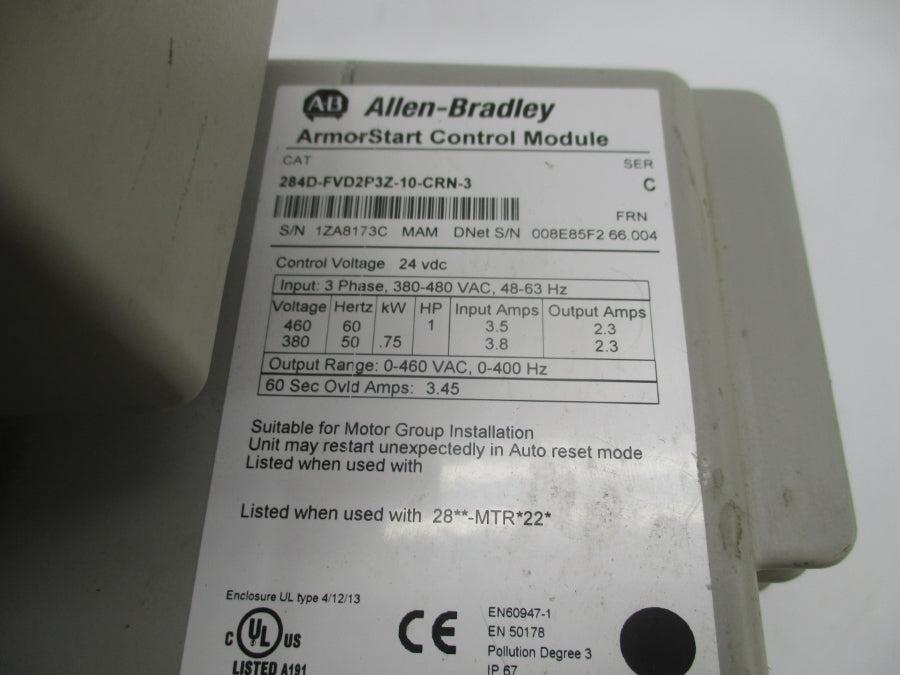 AB Allen-Bradley
ArmorStart Control Module
CAT SER
284D-FVD2P3Z-10-CRN-3 C
FRN
S/N 1ZA8173C MAM DNet S/N 008E85F2 66.004
Control Voltage 24 vdc
Input: 3 Phase, 380-480 VAC, 48-63 Hz
Voltage Hertz kW HP Input Amps Output Amps
460 60 1 3.5 2.3
380 50 .75 3.8 2.3
Output Range: 0-460 VAC, 0-400 Hz
60 Sec Ovld Amps: 3.45
Suitable for Motor Group Installation
Unit may restart unexpectedly in Auto reset mode
Listed when used with
Listed when used with 28**-MTR*22*
Enclosure UL type 4/12/13
C UL US
LISTED A191
CE
EN60947-1
EN 50178
Pollution Degree 3
IP 67